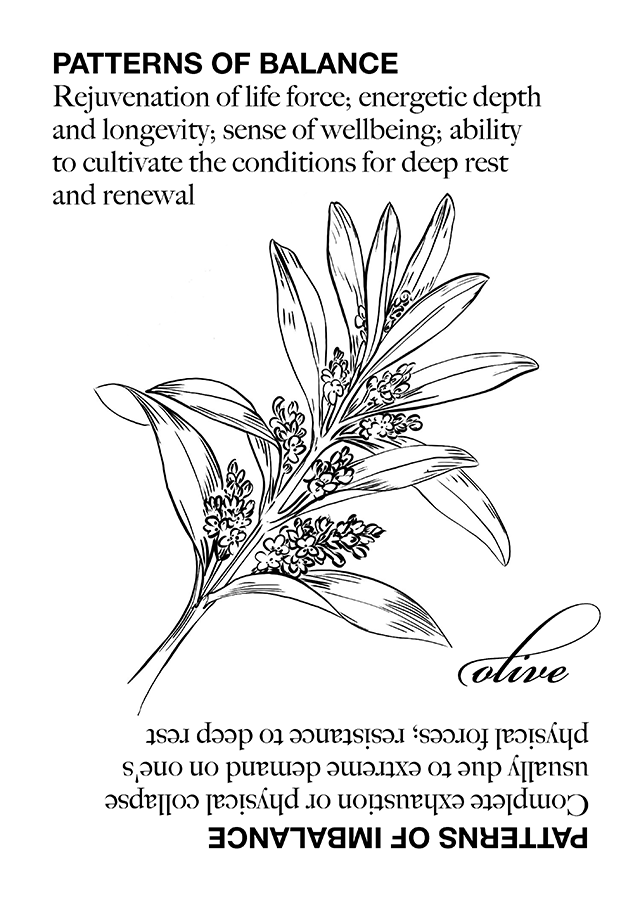 PATTERNS OF BALANCE
Rejuvenation of life force; energetic depth
and longevity; sense of wellbeing; ability
to cultivate the conditions for deep rest
and renewal
olive
PATTERNS OF IMBALANCE
Complete exhaustion or physical collapse
usually due to extreme demand on one's
physical forces; resistance to deep rest